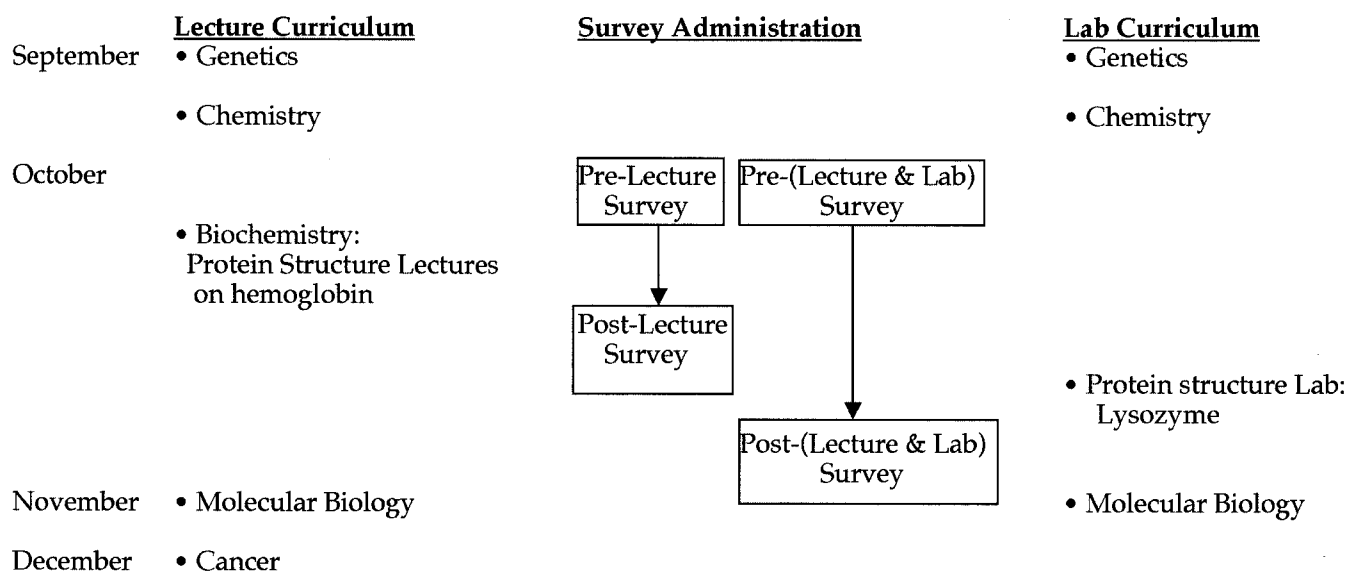 Lecture Curriculum Survey Administration Lab Curriculum
September • Genetics • Genetics
• Chemistry • Chemistry
October
Pre-Lecture
Survey
Pre-(Lecture & Lab)
Survey
• Biochemistry:
Protein Structure Lectures
on hemoglobin
Post-Lecture
Survey
• Protein structure Lab:
Lysozyme
Post-(Lecture & Lab)
Survey
November • Molecular Biology • Molecular Biology
December • Cancer